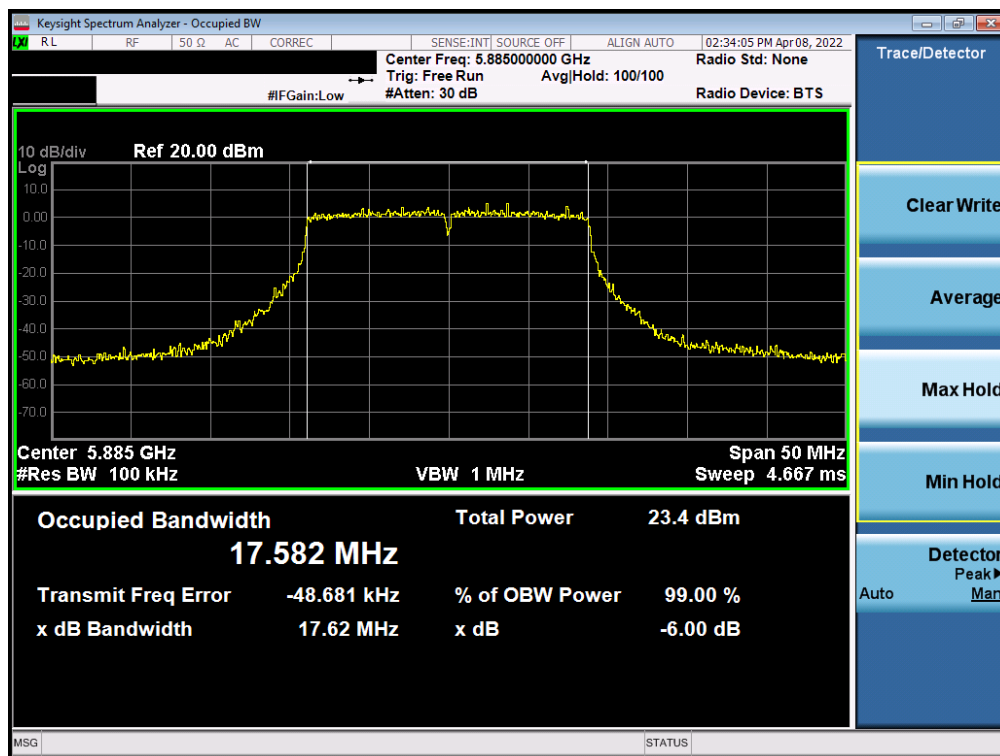 Keysight Spectrum Analyzer - Occupied BW
LXI RL RF 50 Ω AC CORREC SENSE:INT SOURCE OFF ALIGN AUTO 02:34:05 PM Apr 08, 2022
Center Freq: 5.885000000 GHz Radio Std: None
Trig: Free Run Avg|Hold: 100/100
#IFGain:Low #Atten: 30 dB Radio Device: BTS
Trace/Detector
10 dB/div Ref 20.00 dBm
Log
10.0
0.00
-10.0
-20.0
-30.0
-40.0
-50.0
-60.0
-70.0
Center 5.885 GHz Span 50 MHz
#Res BW 100 kHz VBW 1 MHz Sweep 4.667 ms
Occupied Bandwidth Total Power 23.4 dBm
17.582 MHz
Transmit Freq Error -48.681 kHz % of OBW Power 99.00 %
x dB Bandwidth 17.62 MHz x dB -6.00 dB
Clear Write
Average
Max Hold
Min Hold
Detector
Peak
Auto Man
MSG STATUS